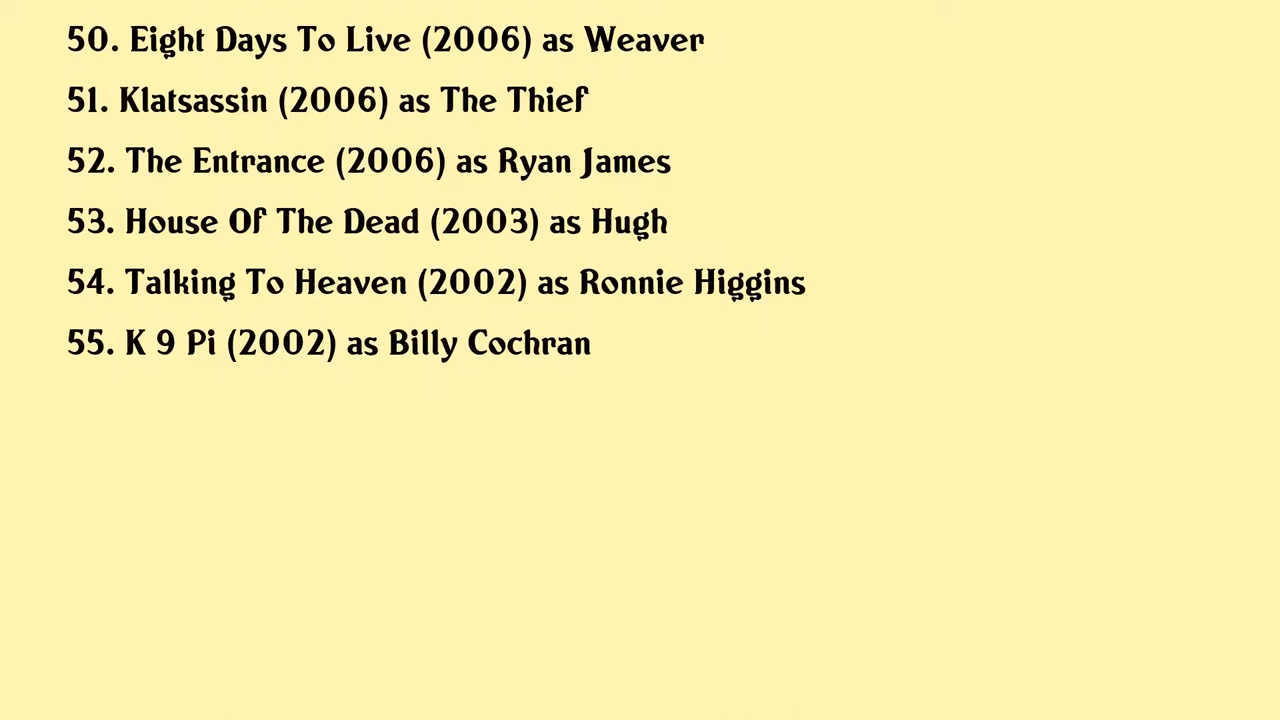 50. Eight Days To Live (2006) as Weaver
51. Klatsassin (2006) as The Thief
52. The Entrance (2006) as Ryan James
53. House Of The Dead (2003) as Hugh
54. Talking To Heaven (2002) as Ronnie Higgins
55. K 9 Pi (2002) as Billy Cochran